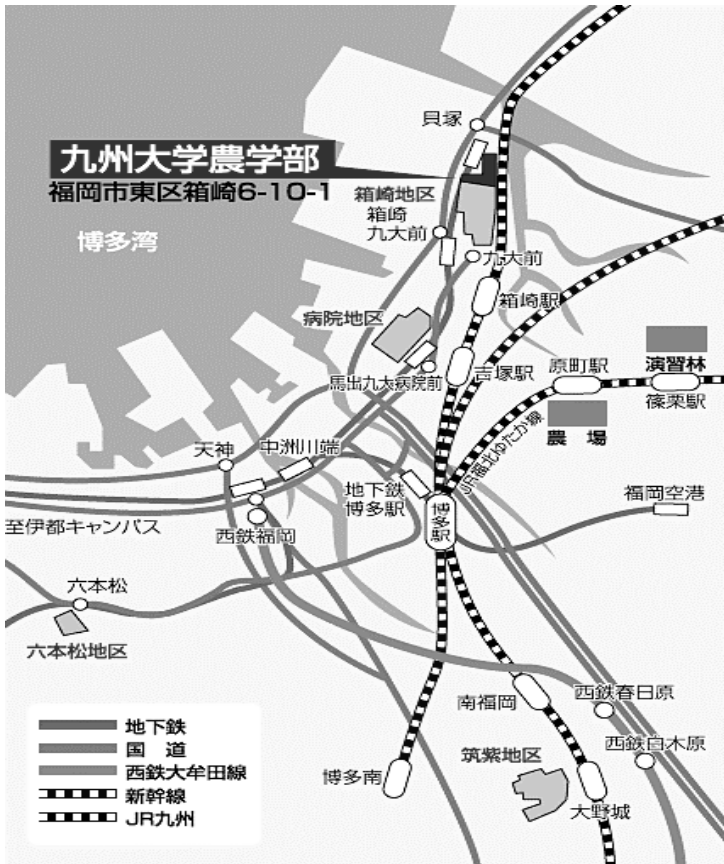 貝塚
九州大学農学部
福岡市東区箱崎6-10-1
箱崎地区
箱崎
九大前
博多湾
九大前
箱崎駅
病院地区
馬出九大病院前
吉塚駅
原町駅
演習林
篠栗駅
農場
JR福北ゆたか線
天神
中洲川端
地下鉄
博多駅
博多駅
福岡空港
至伊都キャンパス
西鉄福岡
六本松
六本松地区
西鉄春日原
南福岡
西鉄白木原
筑紫地区
博多南
大野城
地下鉄
国道
西鉄大牟田線
新幹線
JR九州